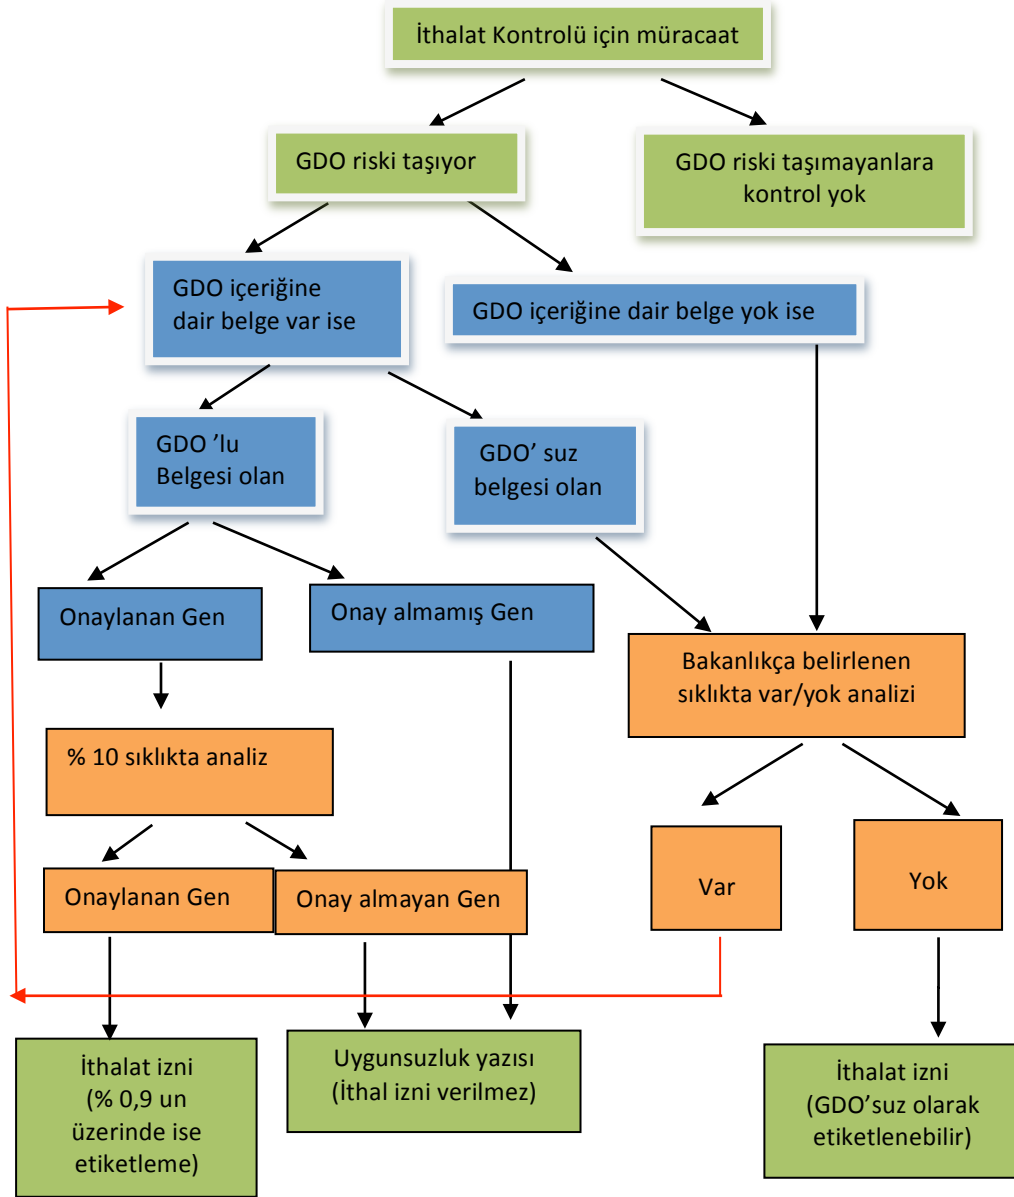 İthalat Kontrolü için müracaat
GDO riski taşıyor
GDO riski taşımayanlara
kontrol yok
GDO içeriğine
dair belge var ise
GDO içeriğine dair belge yok ise
GDO ’lu
Belgesi olan
GDO’ suz
belgesi olan
Onaylanan Gen
Onay almamış Gen
Bakanlıkça belirlenen
sıklıkta var/yok analizi
% 10 sıklıkta analiz
Var
Yok
Onaylanan Gen
Onay almayan Gen
İthalat izni
(% 0,9 un
üzerinde ise
etiketleme)
Uygunsuzluk yazısı
(İthal izni verilmez)
İthalat izni
(GDO’suz olarak
etiketlenebilir)